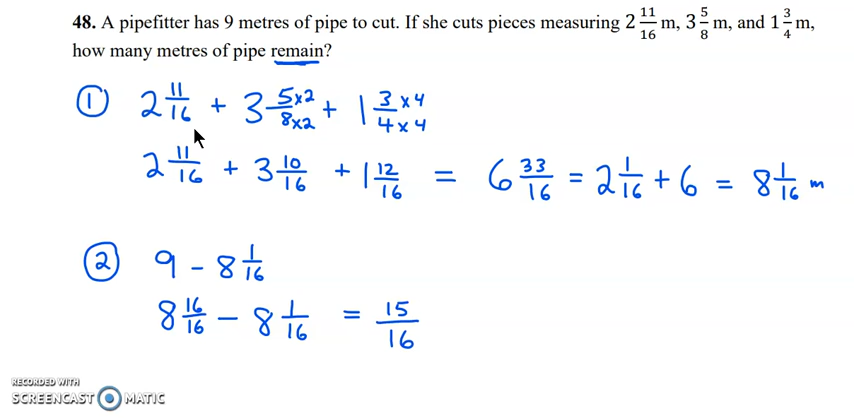 48. A pipefitter has 9 metres of pipe to cut. If she cuts pieces measuring 2 11/16 m, 3 5/8 m, and 1 3/4 m,
how many metres of pipe remain?
① 2 11/16 + 3 5×2/8×2 + 1 3×4/4×4
2 11/16 + 3 10/16 + 1 12/16 = 6 33/16 = 2 1/16 + 6 = 8 1/16 m
② 9 - 8 1/16
8 16/16 - 8 1/16 = 15/16
RECORDED WITH
SCREENCAST MATIC